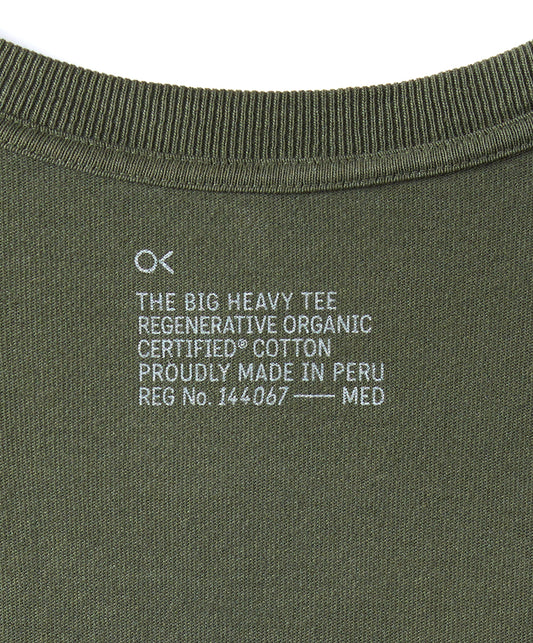 OK
THE BIG HEAVY TEE
REGENERATIVE ORGANIC
CERTIFIED® COTTON
PROUDLY MADE IN PERU
REG No. 144067 —— MED